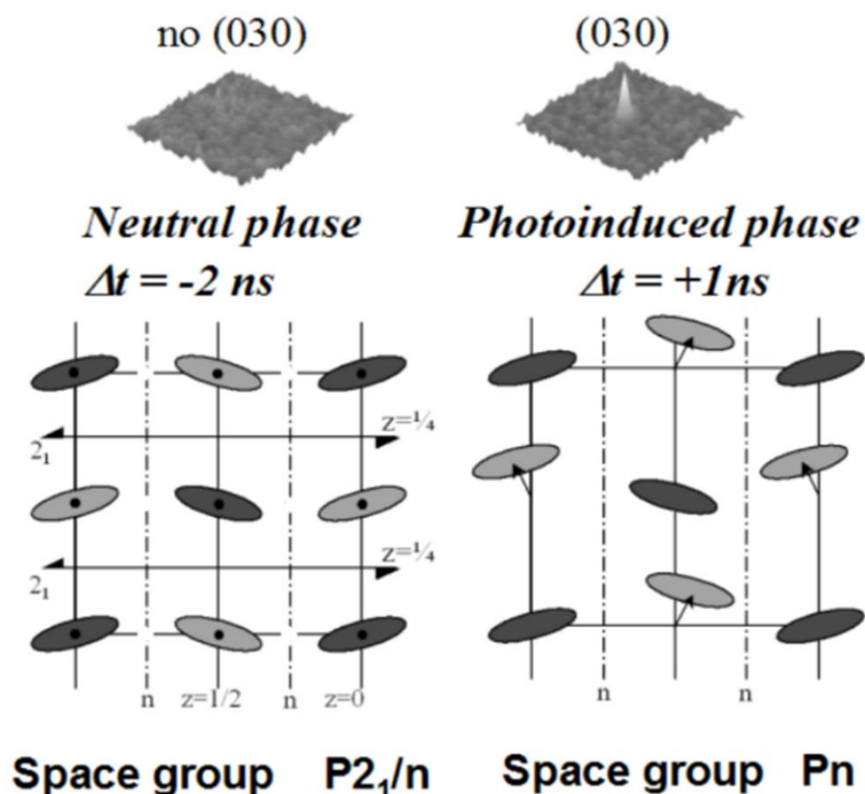 no (030) (030)
Neutral phase Photoinduced phase
Δt = -2 ns Δt = +1ns
z=¼
2₁
z=¼
2₁
n z=1/2 n z=0 n n
Space group P2₁/n Space group Pn